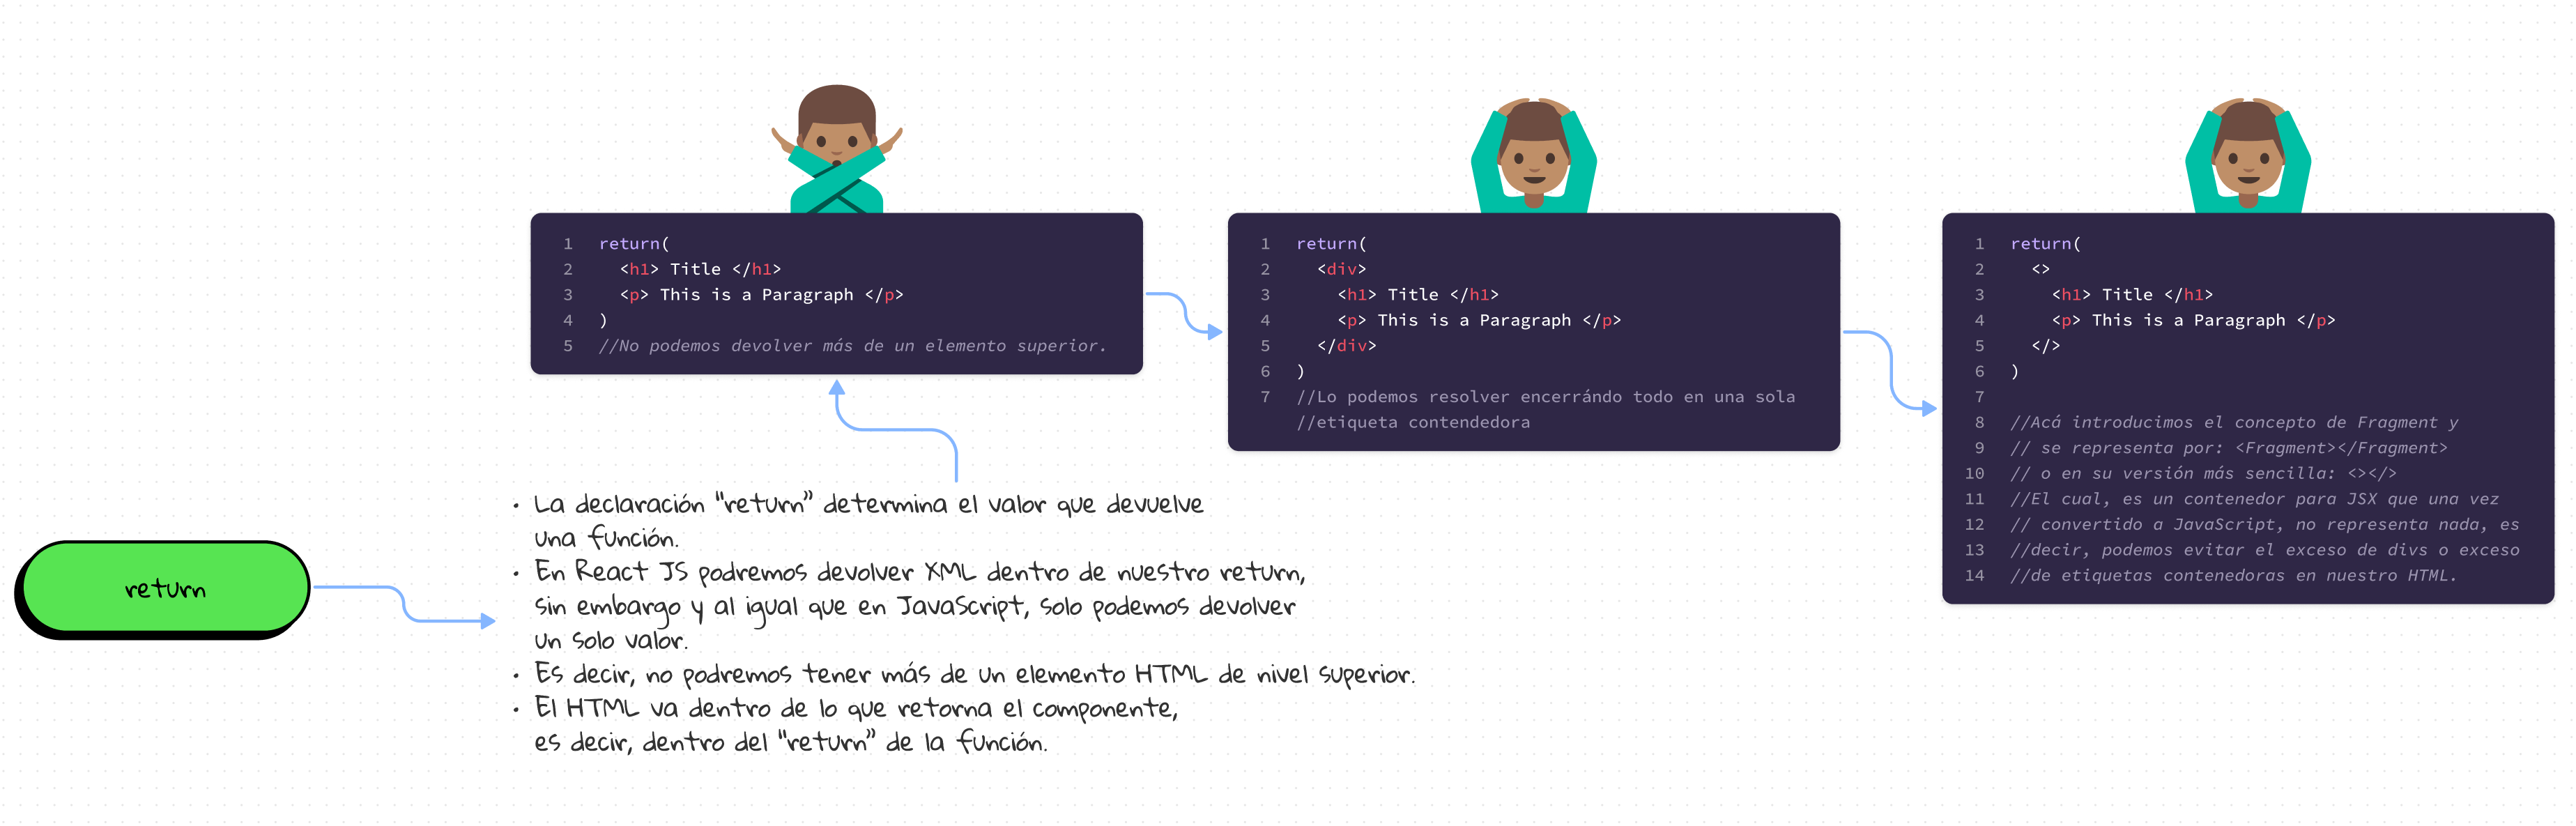 return
• La declaración "return" determina el valor que devuelve
una función.
• En React JS podremos devolver XML dentro de nuestro return,
sin embargo y al igual que en JavaScript, solo podemos devolver
un solo valor.
• Es decir, no podremos tener más de un elemento HTML de nivel superior.
• El HTML va dentro de lo que retorna el componente,
es decir, dentro del "return" de la función.
1 return(
2 <h1> Title </h1>
3 <p> This is a Paragraph </p>
4 )
5 //No podemos devolver más de un elemento superior.
1 return(
2 <div>
3 <h1> Title </h1>
4 <p> This is a Paragraph </p>
5 </div>
6 )
7 //Lo podemos resolver encerrándo todo en una sola
//etiqueta contendedora
1 return(
2 <>
3 <h1> Title </h1>
4 <p> This is a Paragraph </p>
5 </>
6 )
7
8 //Acá introducimos el concepto de Fragment y
9 // se representa por: <Fragment></Fragment>
10 // o en su versión más sencilla: <></>
11 //El cual, es un contenedor para JSX que una vez
12 // convertido a JavaScript, no representa nada, es
13 //decir, podemos evitar el exceso de divs o exceso
14 //de etiquetas contenedoras en nuestro HTML.